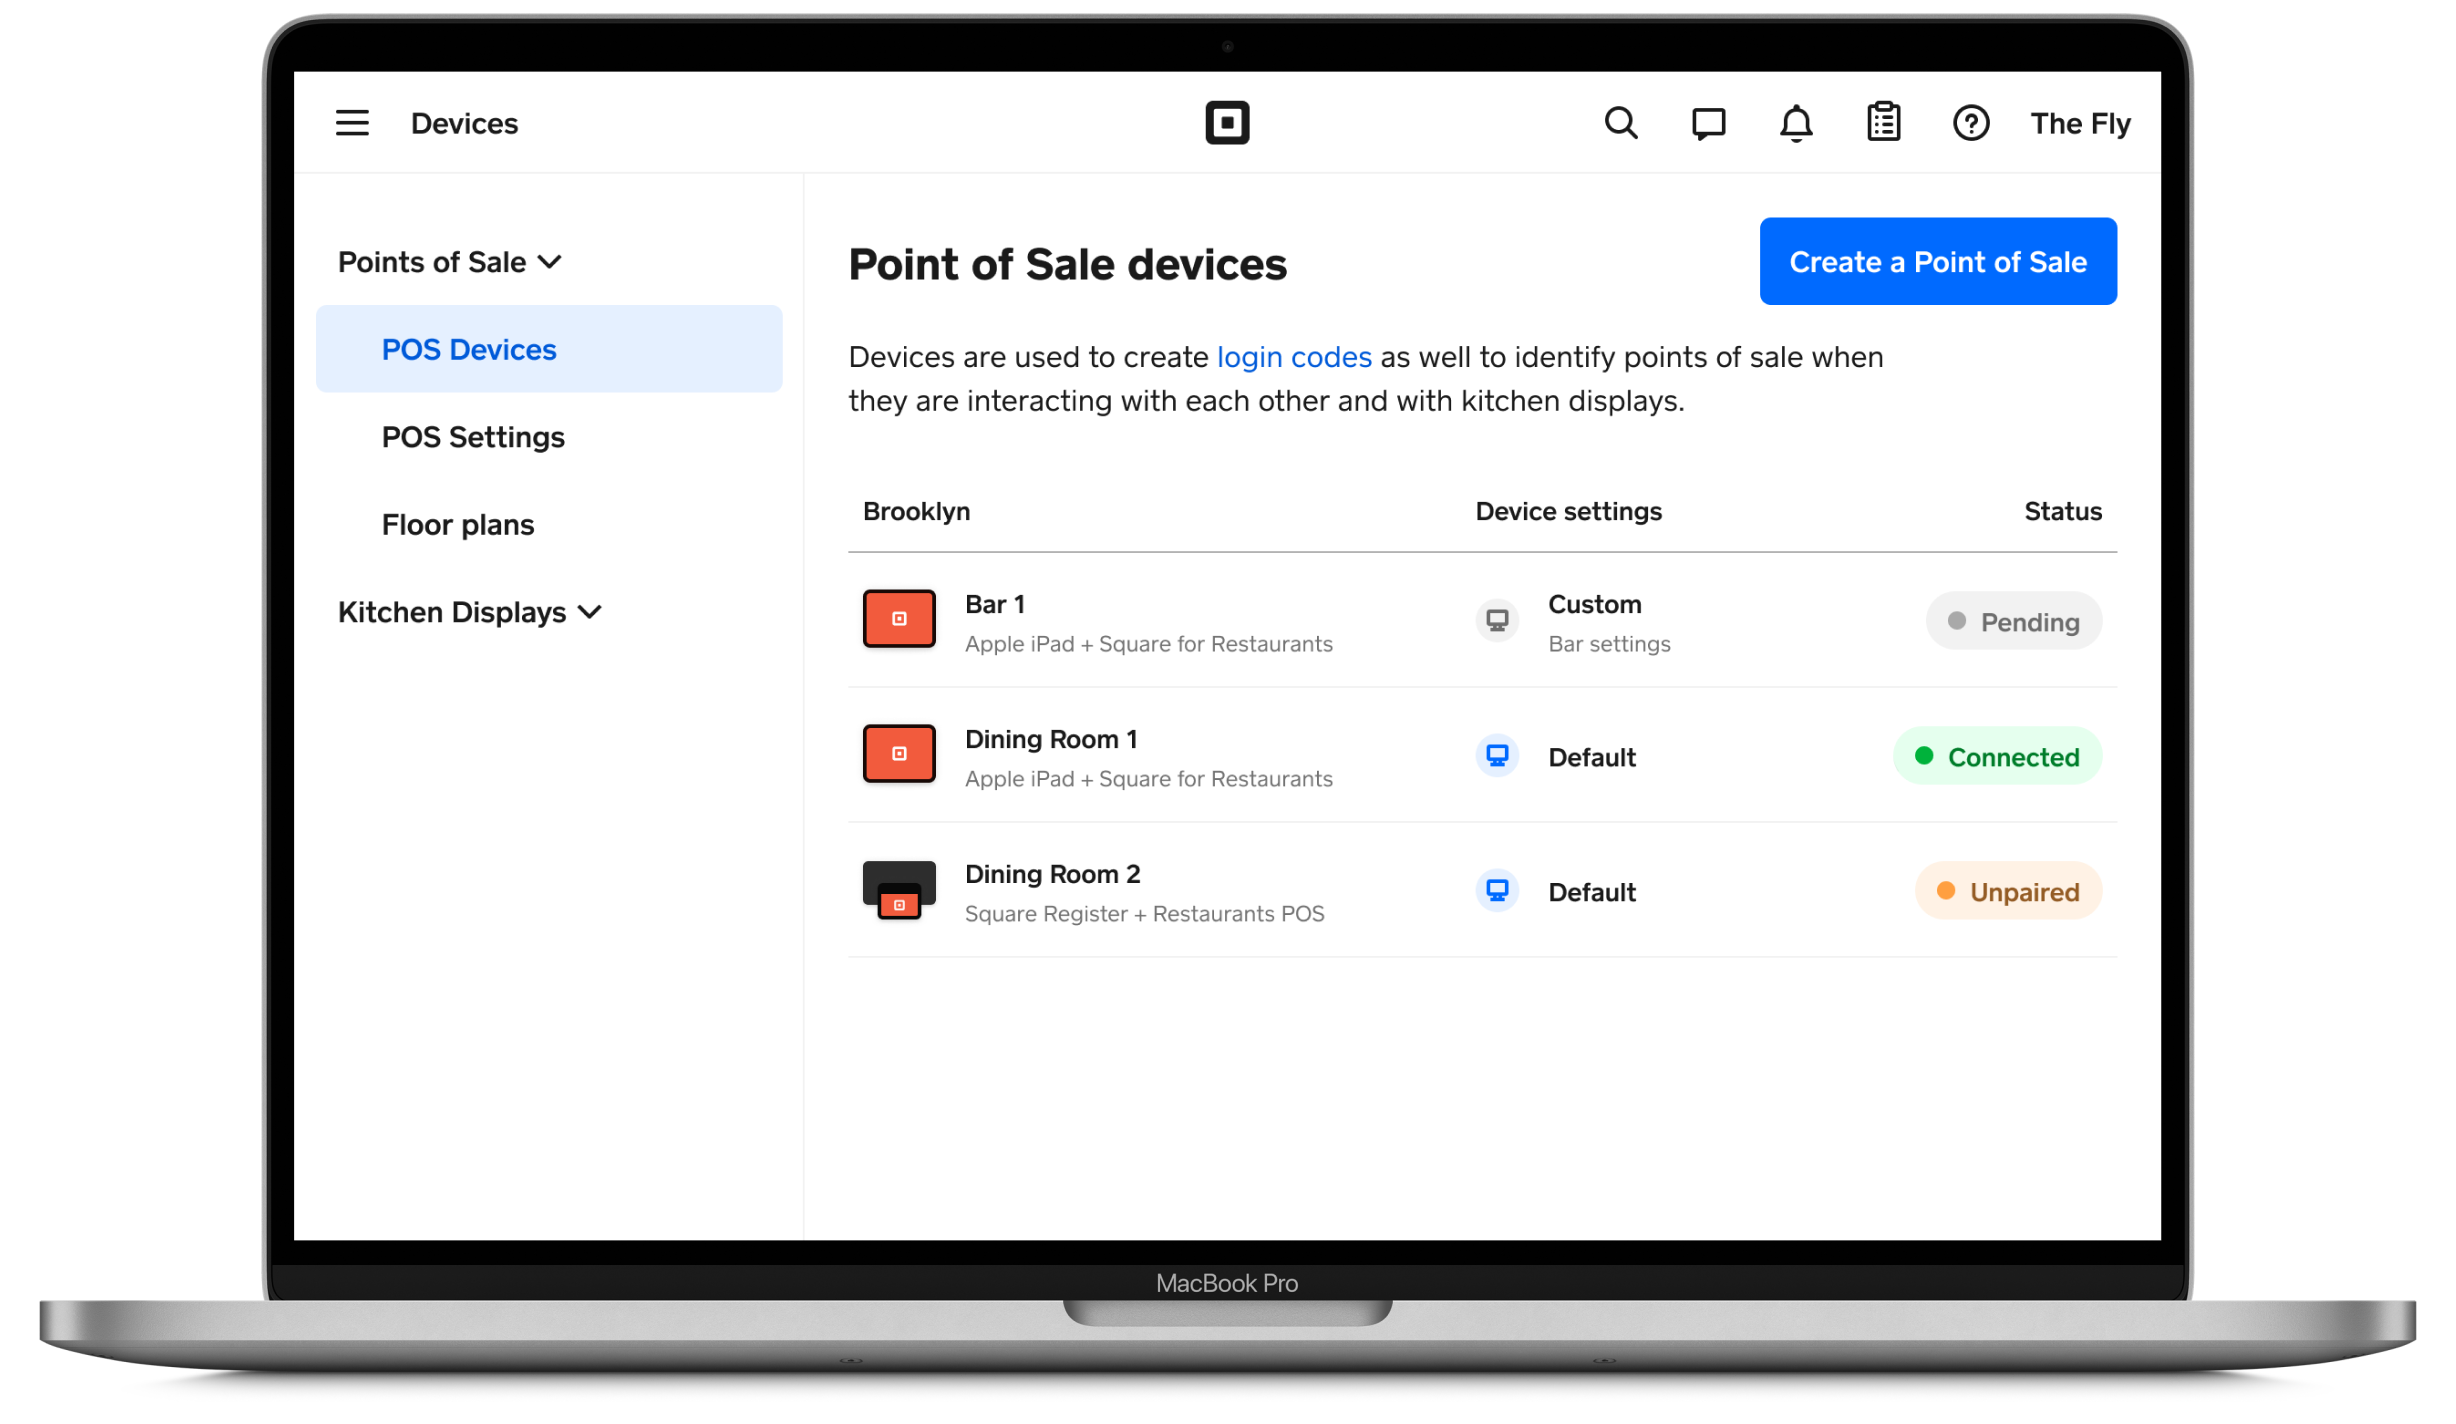 Devices
The Fly
Points of Sale
POS Devices
POS Settings
Floor plans
Kitchen Displays
Point of Sale devices
Create a Point of Sale
Devices are used to create login codes as well to identify points of sale when
they are interacting with each other and with kitchen displays.
Brooklyn Device settings Status
Bar 1
Apple iPad + Square for Restaurants
Custom
Bar settings
Pending
Dining Room 1
Apple iPad + Square for Restaurants
Default
Connected
Dining Room 2
Square Register + Restaurants POS
Default
Unpaired
MacBook Pro